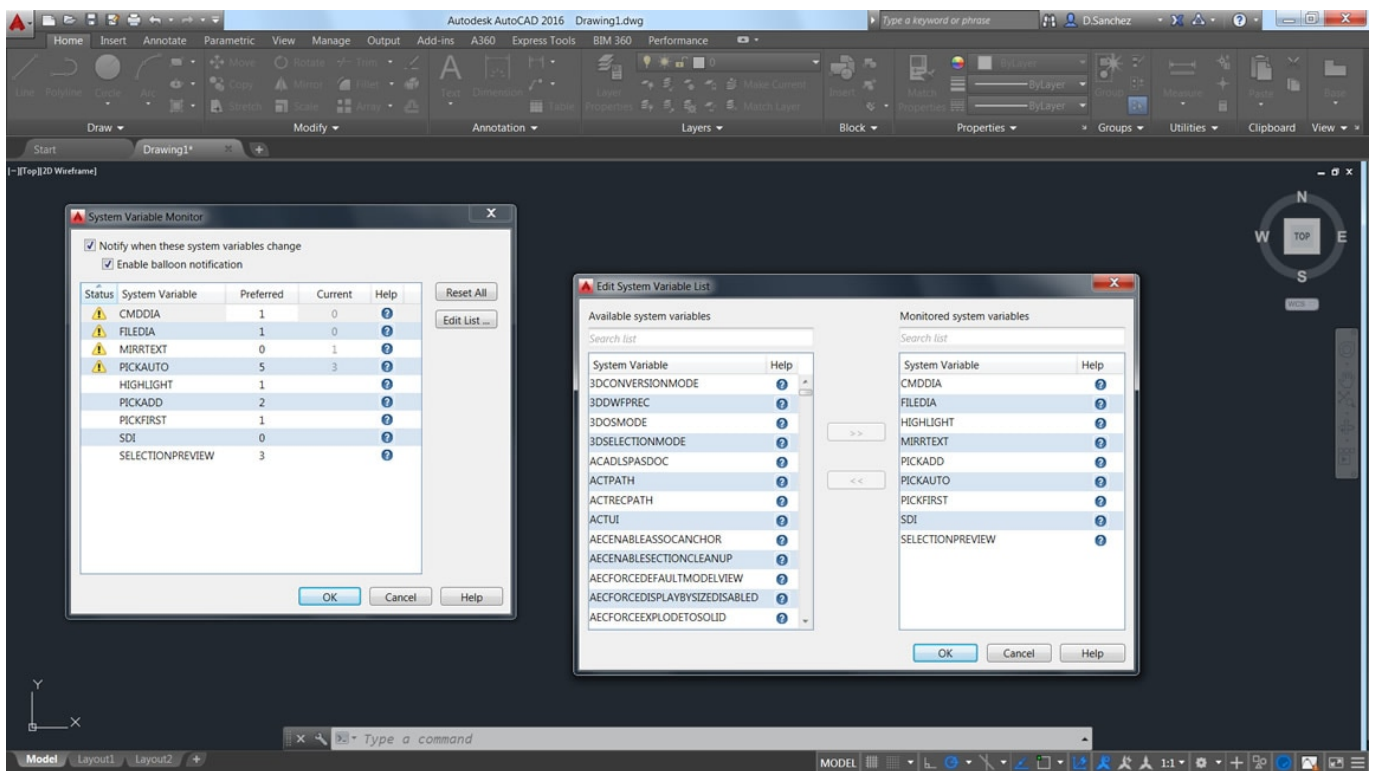 Autodesk AutoCAD 2016 Drawing1.dwg
Type a keyword or phrase
D.Sanchez
Home Insert Annotate Parametric View Manage Output Add-ins A360 Express Tools BIM 360 Performance
Line Polyline Circle Arc
Move Rotate Trim
Copy Mirror Fillet
Stretch Scale Array
Text Dimension
Table
Layer Properties
0
Make Current
Match Layer
Insert
Match Properties
ByLayer
ByLayer
ByLayer
Group
Measure
Paste
Base
Draw Modify Annotation Layers Block Properties Groups Utilities Clipboard View
Start Drawing1*
[-][Top][2D Wireframe]
N
W TOP E
S
WCS
System Variable Monitor
Notify when these system variables change
Enable balloon notification
Status System Variable Preferred Current Help
CMDDIA 1 0
FILEDIA 1 0
MIRRTEXT 0 1
PICKAUTO 5 3
HIGHLIGHT 1
PICKADD 2
PICKFIRST 1
SDI 0
SELECTIONPREVIEW 3
Reset All
Edit List ...
OK Cancel Help
Edit System Variable List
Available system variables
Search list
System Variable Help
3DCONVERSIONMODE
3DDWFPREC
3DOSMODE
3DSELECTIONMODE
ACADLSPASDOC
ACTPATH
ACTRECPATH
ACTUI
AECENABLEASSOCANCHOR
AECENABLESECTIONCLEANUP
AECFORCEDEFAULTMODELVIEW
AECFORCEDISPLAYBYSIZEDISABLED
AECFORCEEXPLODETOSOLID
>>
<<
Monitored system variables
Search list
System Variable Help
CMDDIA
FILEDIA
HIGHLIGHT
MIRRTEXT
PICKADD
PICKAUTO
PICKFIRST
SDI
SELECTIONPREVIEW
OK Cancel Help
Y
X
Type a command
Model Layout1 Layout2 +
MODEL 1:1